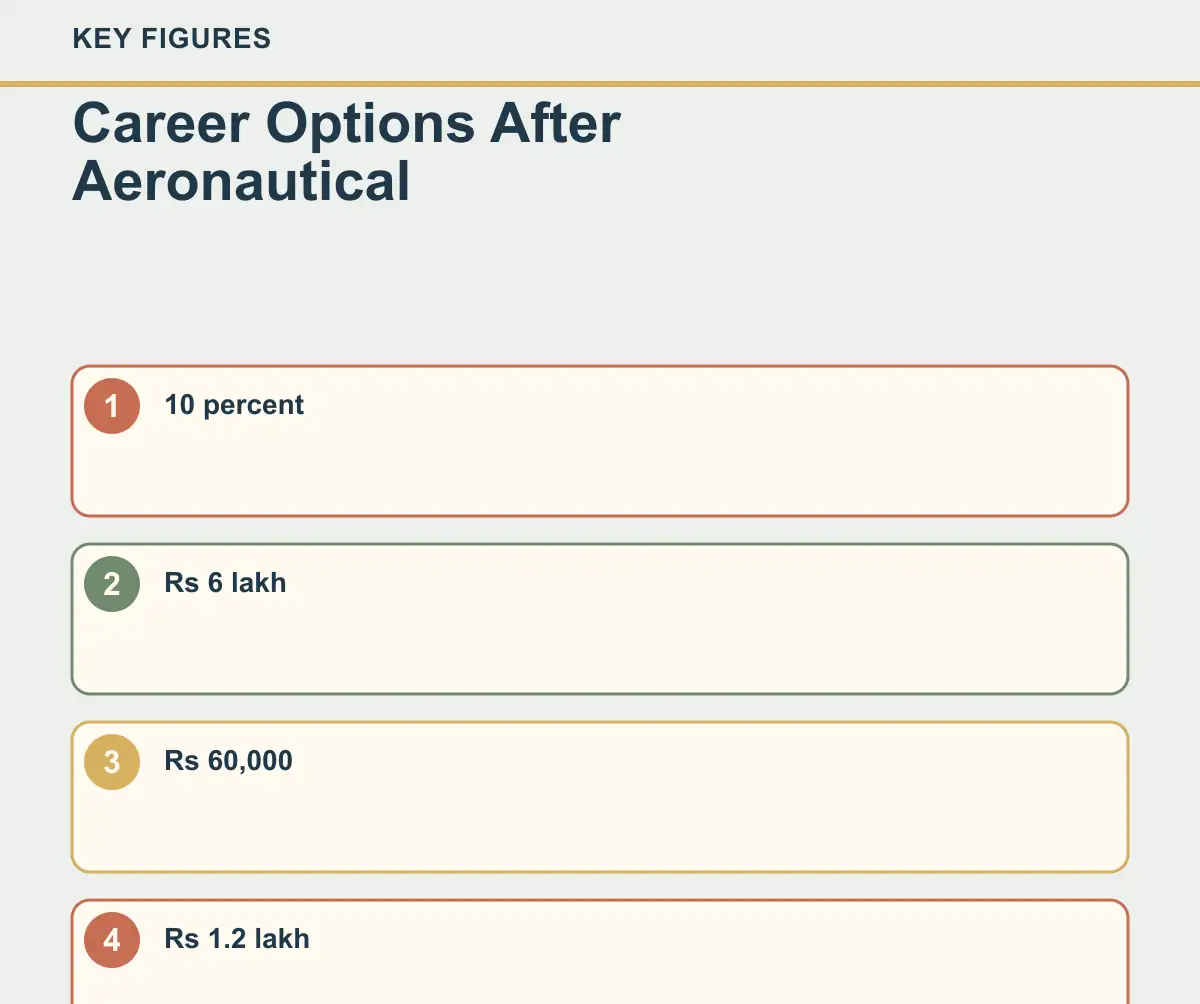 KEY FIGURES
Career Options After
Aeronautical
1 10 percent
2 Rs 6 lakh
3 Rs 60,000
4 Rs 1.2 lakh